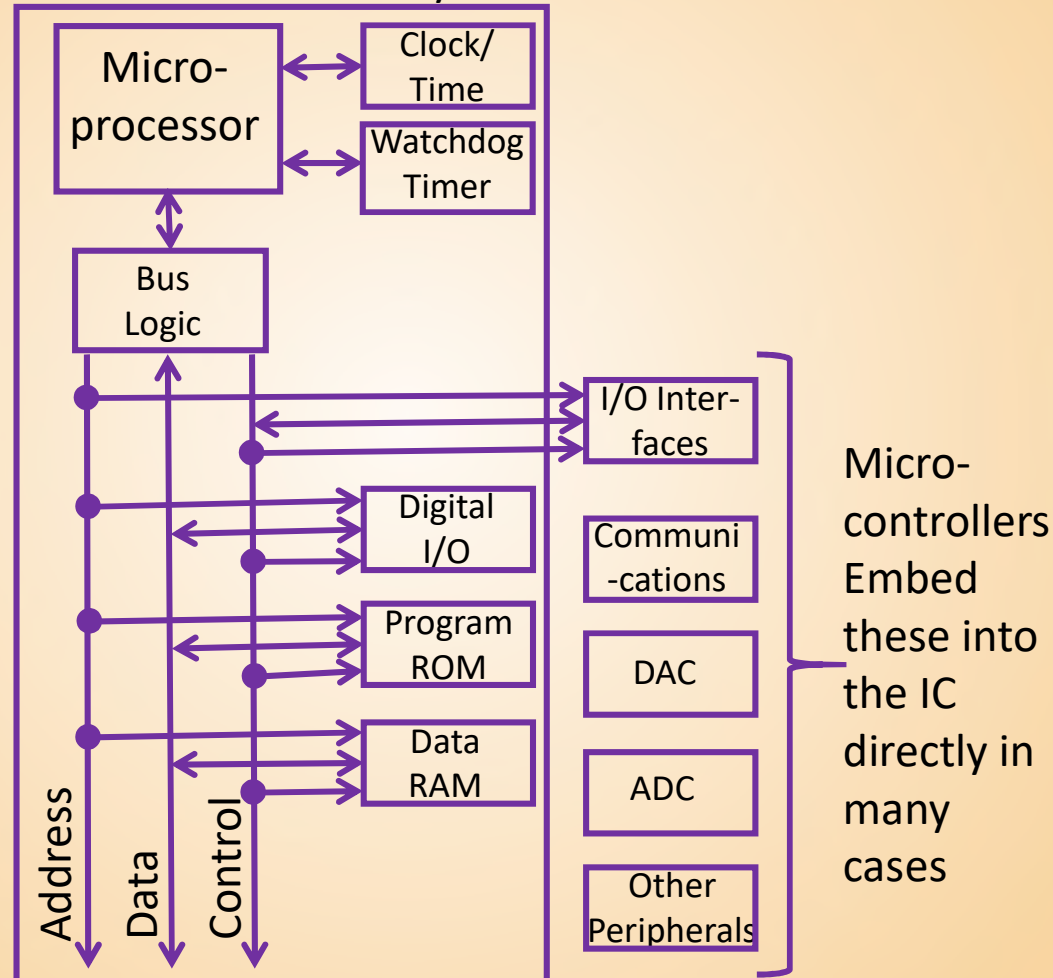 Micro-
processor
Clock/
Time
Watchdog
Timer
Bus
Logic
I/O Inter-
faces
Digital
I/O
Communi
-cations
Program
ROM
DAC
Data
RAM
ADC
Other
Peripherals
Address
Data
Control
Micro-
controllers
Embed
these into
the IC
directly in
many
cases